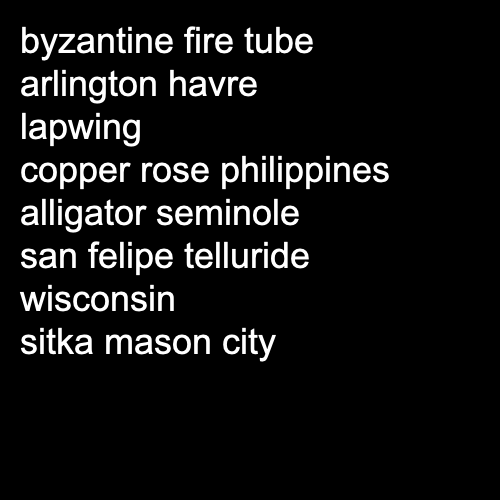 byzantine fire tube
arlington havre
lapwing
copper rose philippines
alligator seminole
san felipe telluride
wisconsin
sitka mason city